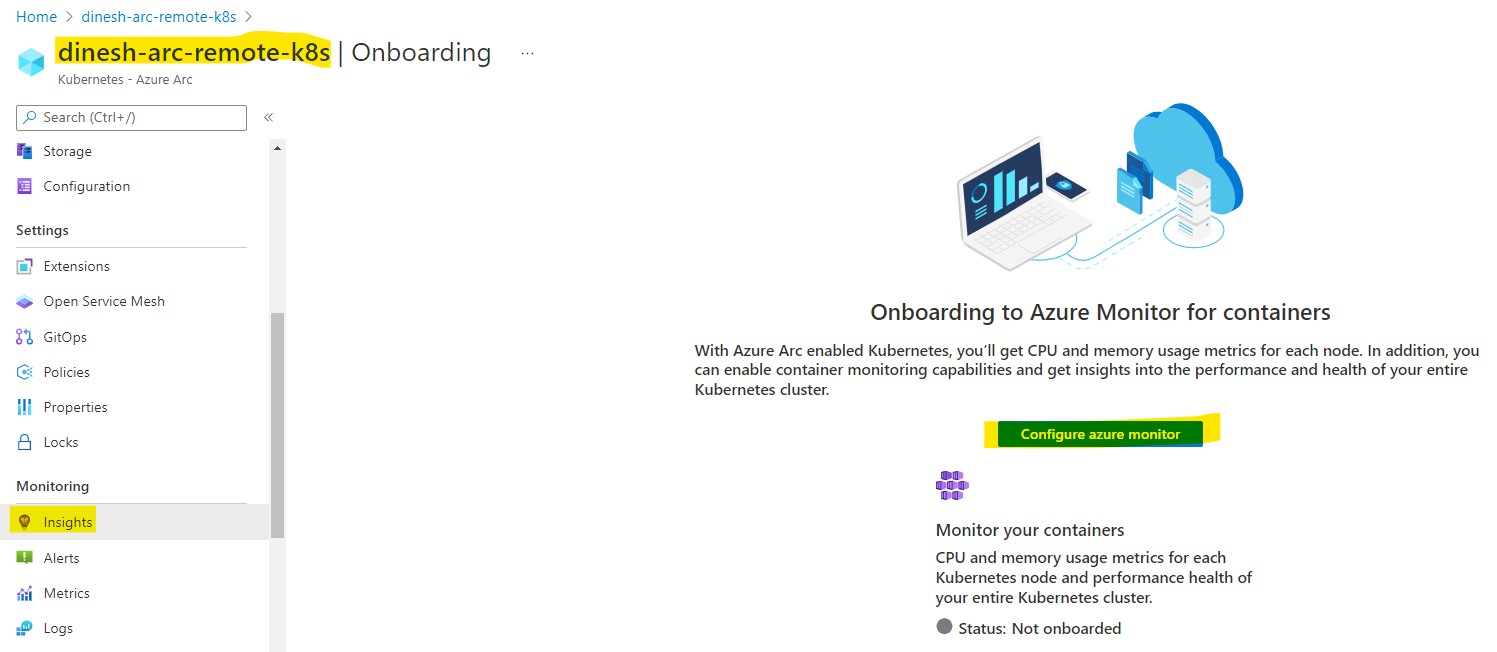 Home > dinesh-arc-remote-k8s >
dinesh-arc-remote-k8s | Onboarding ...
Kubernetes - Azure Arc
Search (Ctrl+/) «
Storage
Configuration
Settings
Extensions
Open Service Mesh
GitOps
Policies
Properties
Locks
Monitoring
Insights
Alerts
Metrics
Logs
Onboarding to Azure Monitor for containers
With Azure Arc enabled Kubernetes, you’ll get CPU and memory usage metrics for each node. In addition, you
can enable container monitoring capabilities and get insights into the performance and health of your entire
Kubernetes cluster.
Configure azure monitor
Monitor your containers
CPU and memory usage metrics for each
Kubernetes node and performance health of
your entire Kubernetes cluster.
Status: Not onboarded